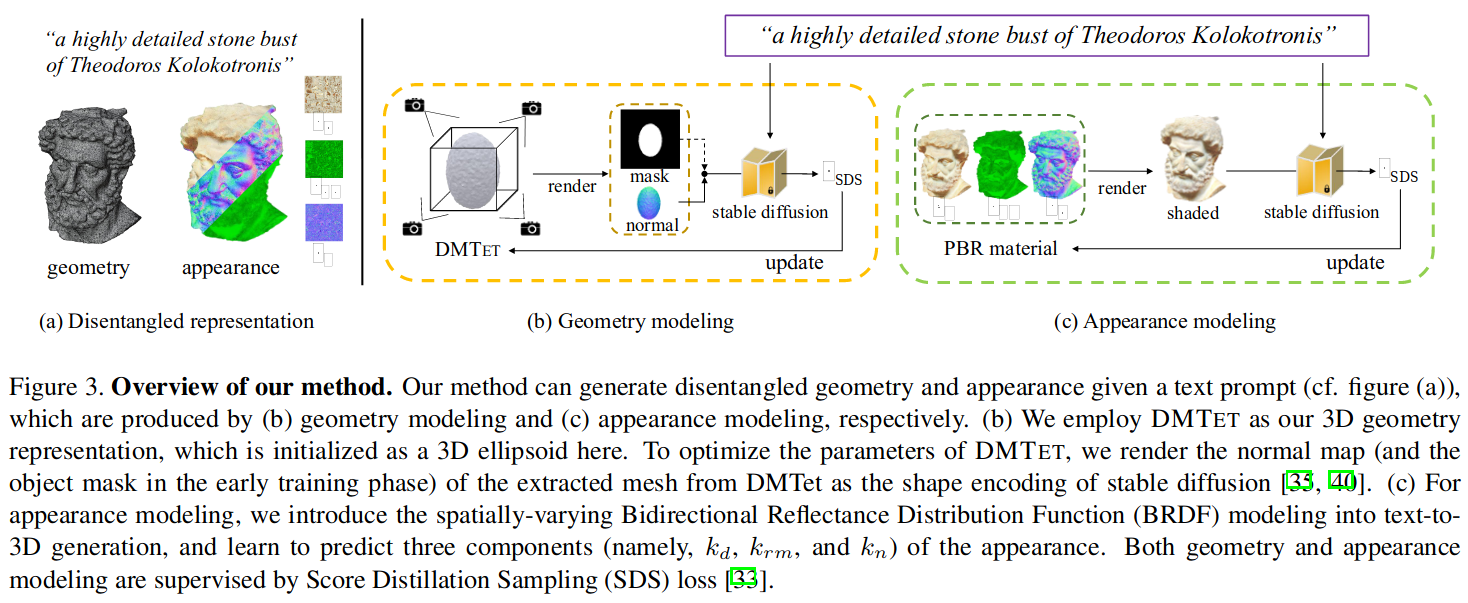 “a highly detailed stone bust
of Theodoros Kolokotronis”
geometry
appearance
(a) Disentangled representation
“a highly detailed stone bust of Theodoros Kolokotronis”
DMTET
render
mask
normal
stable diffusion
SDS
update
(b) Geometry modeling
PBR material
render
shaded
stable diffusion
SDS
update
(c) Appearance modeling
Figure 3. Overview of our method. Our method can generate disentangled geometry and appearance given a text prompt (cf. figure (a)),
which are produced by (b) geometry modeling and (c) appearance modeling, respectively. (b) We employ DMTET as our 3D geometry
representation, which is initialized as a 3D ellipsoid here. To optimize the parameters of DMTET, we render the normal map (and the
object mask in the early training phase) of the extracted mesh from DMTet as the shape encoding of stable diffusion [35, 40]. (c) For
appearance modeling, we introduce the spatially-varying Bidirectional Reflectance Distribution Function (BRDF) modeling into text-to-
3D generation, and learn to predict three components (namely, k_d, k_rm, and k_n) of the appearance. Both geometry and appearance
modeling are supervised by Score Distillation Sampling (SDS) loss [33].